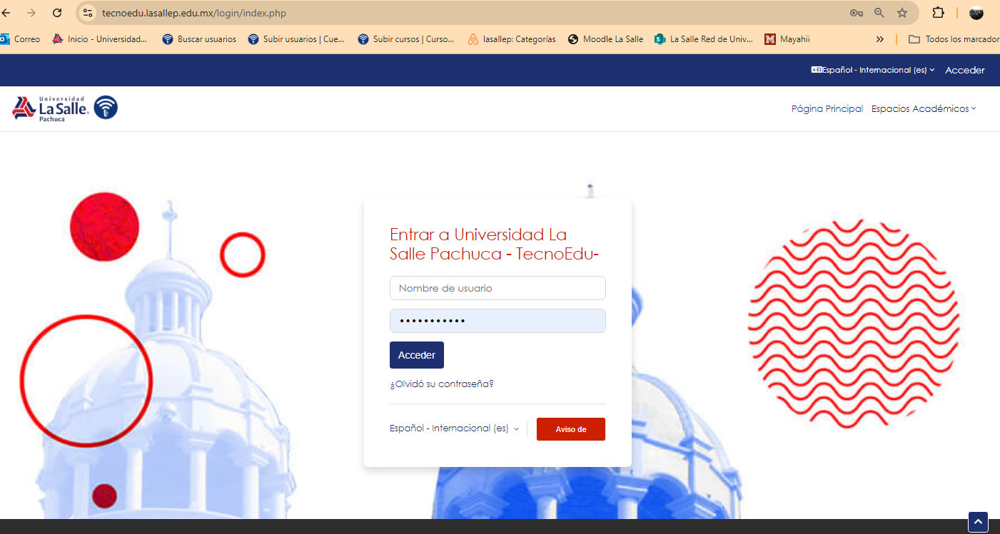 tecnoedu.lasallep.edu.mx/login/index.php
Correo Inicio - Universidad... Buscar usuarios Subir usuarios | Cue... Subir cursos | Curso... lasallep: Categorías Moodle La Salle La Salle Red de Univ... Mayahii » Todos los marcador
Español - Internacional (es) Acceder
Universidad
La Salle®
Pachuca
Página Principal Espacios Académicos
Entrar a Universidad La
Salle Pachuca - TecnoEdu-
Nombre de usuario
•••••••••••
Acceder
¿Olvidó su contraseña?
Español - Internacional (es) Aviso de